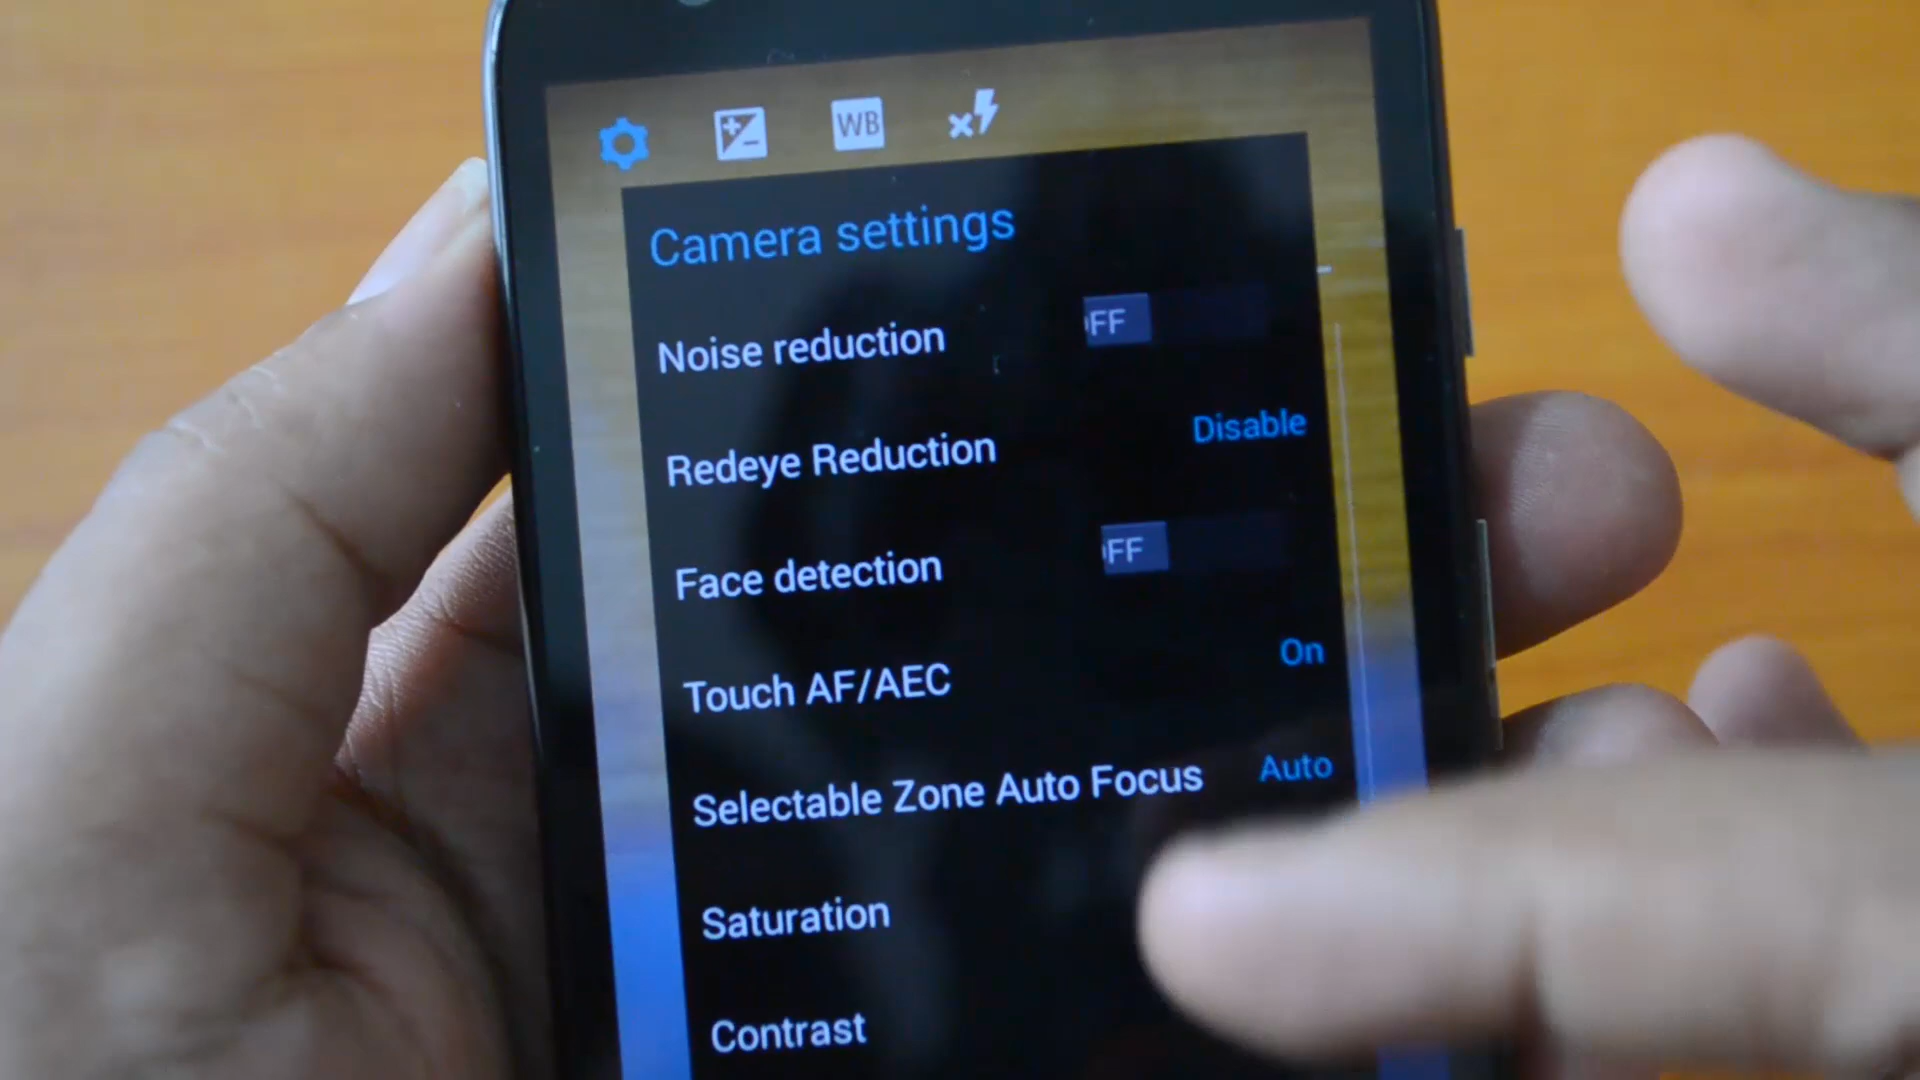 WB
Camera settings
Noise reduction
FF
Redeye Reduction
Disable
Face detection
FF
Touch AF/AEC
On
Selectable Zone Auto Focus
Auto
Saturation
Contrast